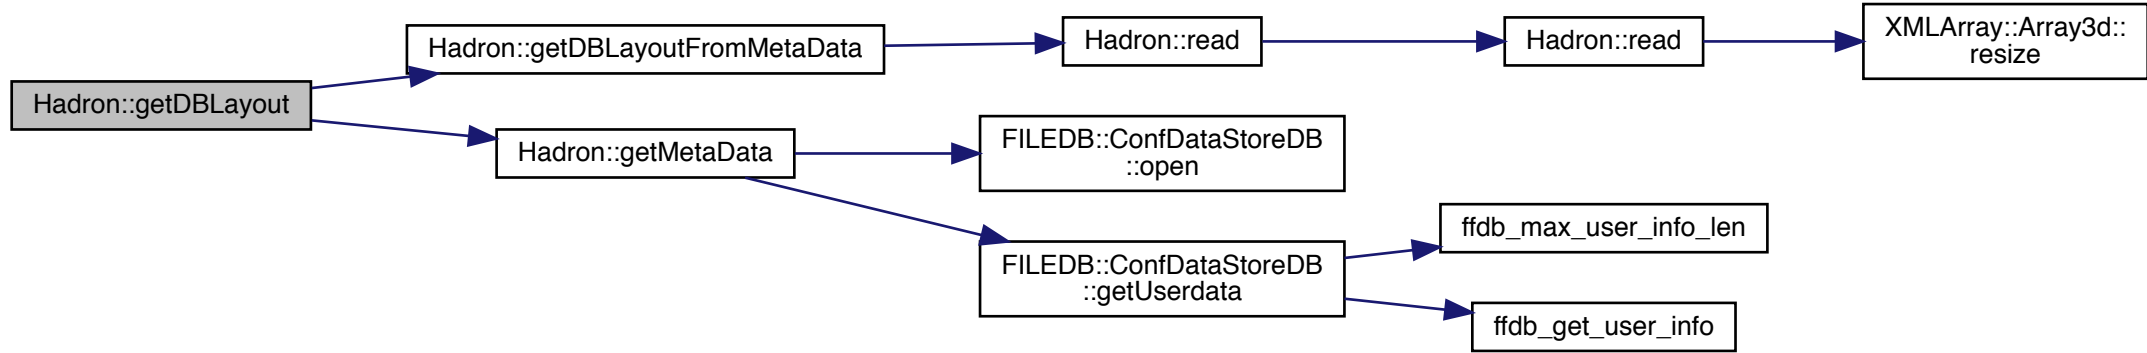 Hadron::getDBLayout
Hadron::getDBLayoutFromMetaData
Hadron::read
Hadron::read
XMLArray::Array3d::
resize
Hadron::getMetaData
FILEDB::ConfDataStoreDB
::open
FILEDB::ConfDataStoreDB
::getUserdata
ffdb_max_user_info_len
ffdb_get_user_info